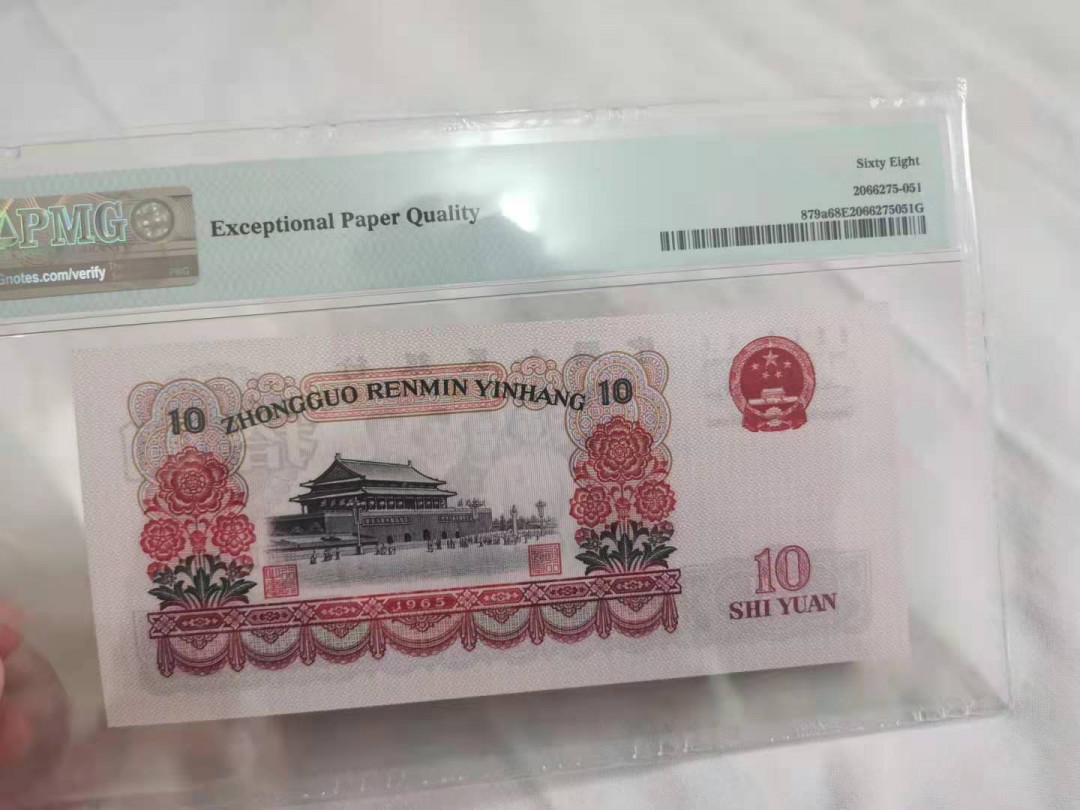 PMG
Gnotes.com/verify
PMG
Exceptional Paper Quality
Sixty Eight
2066275-051
879a68E2066275051G
10 ZHONGGUO RENMIN YINHANG 10
1965
10
SHI YUAN